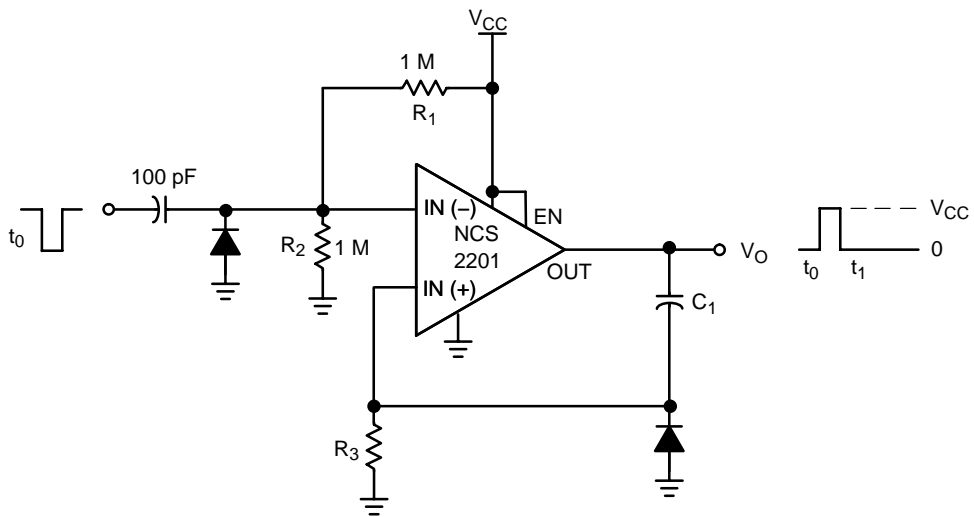 V_CC
1 M
R_1
100 pF
t_0
R_2
1 M
IN (–)
NCS
2201
EN
OUT
IN (+)
V_O
C_1
V_CC
0
t_0
t_1
R_3